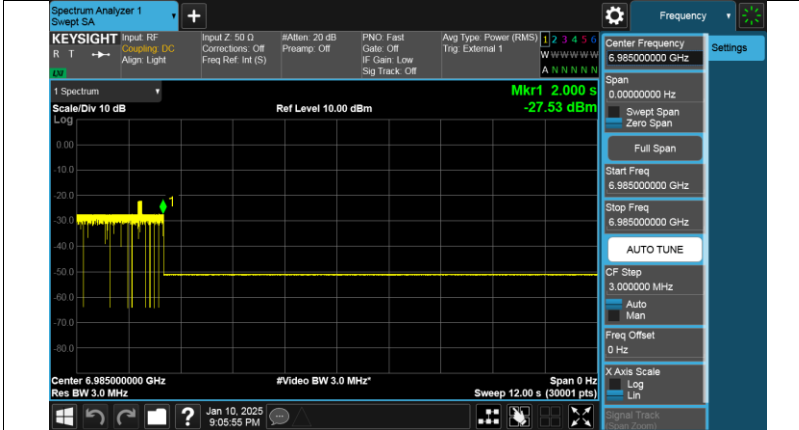 Spectrum Analyzer 1
Swept SA
+
Frequency
KEYSIGHT
R T
LXI
Input: RF
Coupling: DC
Align: Light
Input Z: 50 Ω
Corrections: Off
Freq Ref: Int (S)
#Atten: 20 dB
Preamp: Off
PNO: Fast
Gate: Off
IF Gain: Low
Sig Track: Off
Avg Type: Power (RMS)
Trig: External 1
1 2 3 4 5 6
W W W W W W
A N N N N N
Center Frequency
6.985000000 GHz
Settings
Span
0.00000000 Hz
Swept Span
Zero Span
Full Span
Start Freq
6.985000000 GHz
Stop Freq
6.985000000 GHz
AUTO TUNE
CF Step
3.000000 MHz
Auto
Man
Freq Offset
0 Hz
X Axis Scale
Log
Lin
Signal Track
(Span Zoom)
1 Spectrum
Scale/Div 10 dB
Ref Level 10.00 dBm
Mkr1 2.000 s
-27.53 dBm
Log
0.00
-10.0
-20.0
-30.0
-40.0
-50.0
-60.0
-70.0
-80.0
1
Center 6.985000000 GHz
Res BW 3.0 MHz
#Video BW 3.0 MHz*
Span 0 Hz
Sweep 12.00 s (30001 pts)
?
Jan 10, 2025
9:05:55 PM